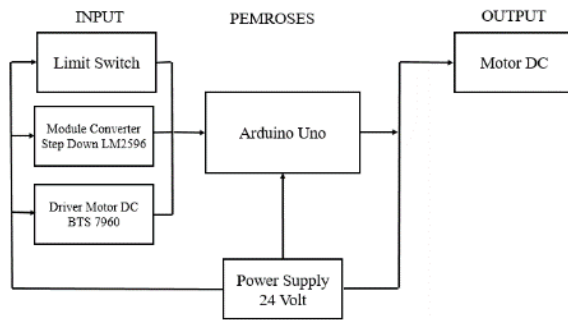 INPUT
PEMROSES
OUTPUT
Limit Switch
Motor DC
Module Converter
Step Down LM2596
Arduino Uno
Driver Motor DC
BTS 7960
Power Supply
24 Volt